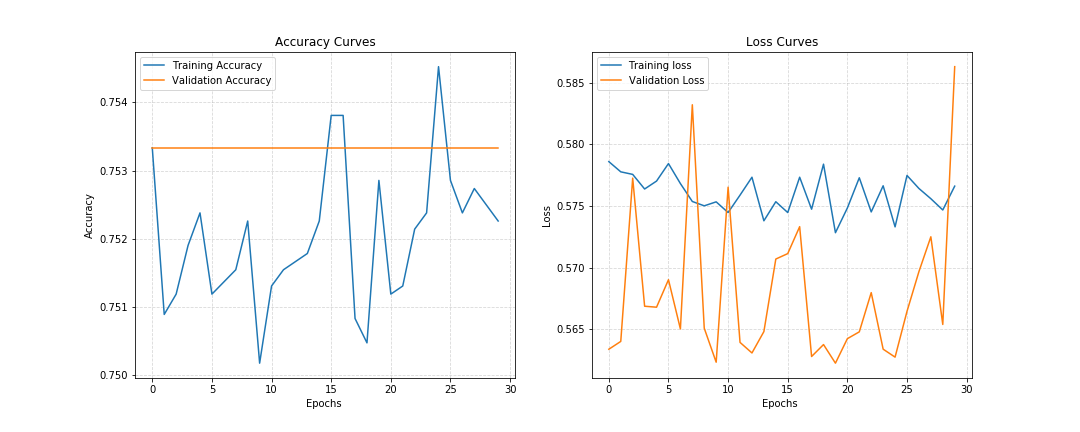 Accuracy Curves
Training Accuracy
Validation Accuracy
0.754
0.753
0.752
0.751
0.750
Accuracy
0 5 10 15 20 25 30
Epochs
Loss Curves
Training loss
Validation Loss
0.585
0.580
0.575
0.570
0.565
Loss
0 5 10 15 20 25 30
Epochs